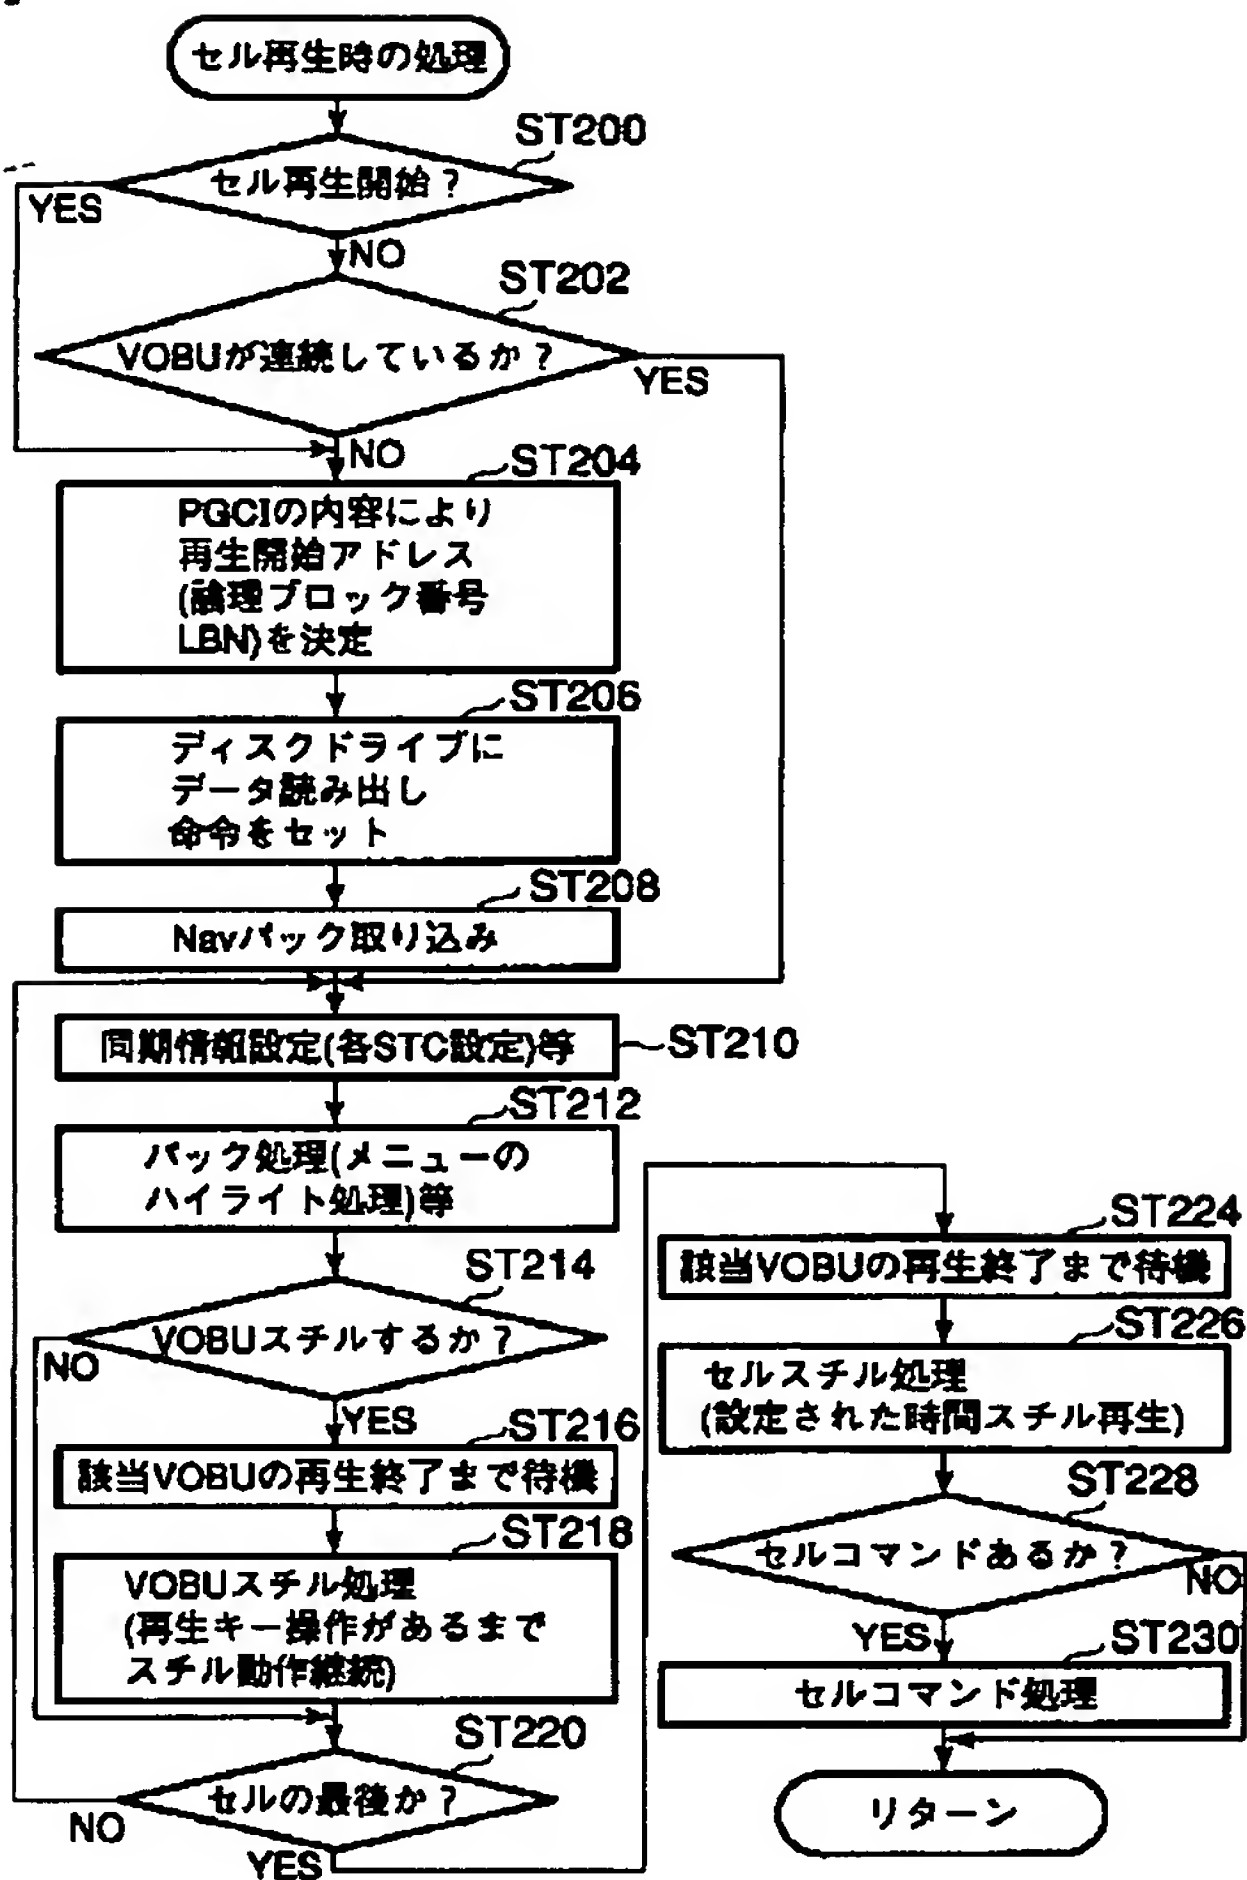 セル再生時の処理
ST200
セル再生開始？
YES
NO
ST202
VOBUが連続しているか？
YES
NO
ST204
PGCIの内容により
再生開始アドレス
(論理ブロック番号
LBN)を決定
ST206
ディスクドライブに
データ読み出し
命令をセット
ST208
Navパック取り込み
同期情報設定(各STC設定)等
ST210
ST212
パック処理(メニューの
ハイライト処理)等
ST214
VOBUスチルするか？
NO
YES
ST216
該当VOBUの再生終了まで待機
ST218
VOBUスチル処理
(再生キー操作があるまで
スチル動作継続)
ST220
セルの最後か？
NO
YES
ST224
該当VOBUの再生終了まで待機
ST226
セルスチル処理
(設定された時間スチル再生)
ST228
セルコマンドあるか？
NO
YES
ST230
セルコマンド処理
リターン